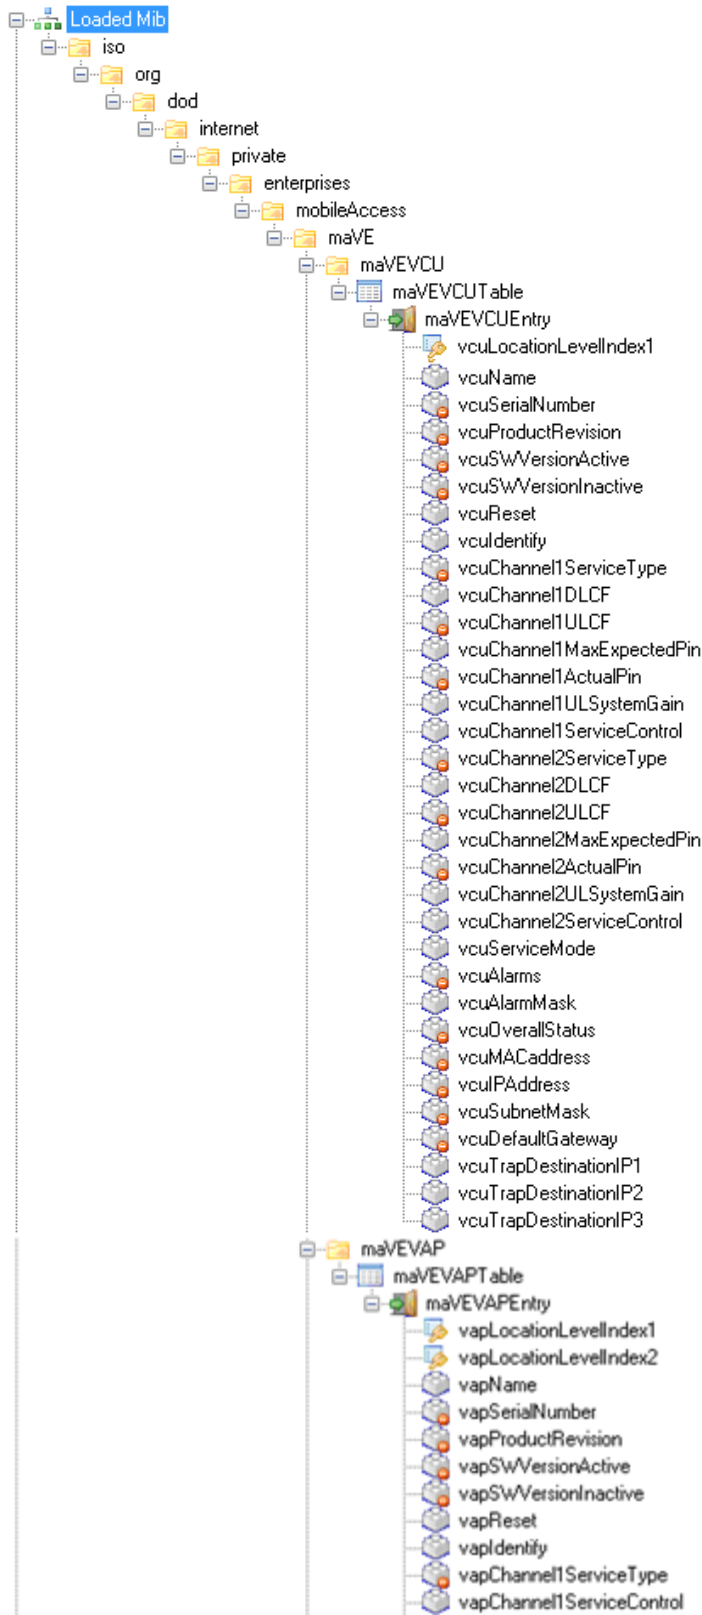 Loaded Mib
iso
org
dod
internet
private
enterprises
mobileAccess
maVE
maVEVCU
maVEVCUTable
maVEVCUEntry
vcuLocationLevelIndex1
vcuName
vcuSerialNumber
vcuProductRevision
vcuSWVersionActive
vcuSWVersionInactive
vcuReset
vcuIdentify
vcuChannel1ServiceType
vcuChannel1DLCF
vcuChannel1ULCF
vcuChannel1MaxExpectedPin
vcuChannel1ActualPin
vcuChannel1ULSystemGain
vcuChannel1ServiceControl
vcuChannel2ServiceType
vcuChannel2DLCF
vcuChannel2ULCF
vcuChannel2MaxExpectedPin
vcuChannel2ActualPin
vcuChannel2ULSystemGain
vcuChannel2ServiceControl
vcuServiceMode
vcuAlarms
vcuAlarmMask
vcuOverallStatus
vcuMACaddress
vcuIPAddress
vcuSubnetMask
vcuDefaultGateway
vcuTrapDestinationIP1
vcuTrapDestinationIP2
vcuTrapDestinationIP3
maVEVAP
maVEVAPTable
maVEVAPEntry
vapLocationLevelIndex1
vapLocationLevelIndex2
vapName
vapSerialNumber
vapProductRevision
vapSWVersionActive
vapSWVersionInactive
vapReset
vapIdentify
vapChannel1ServiceType
vapChannel1ServiceControl